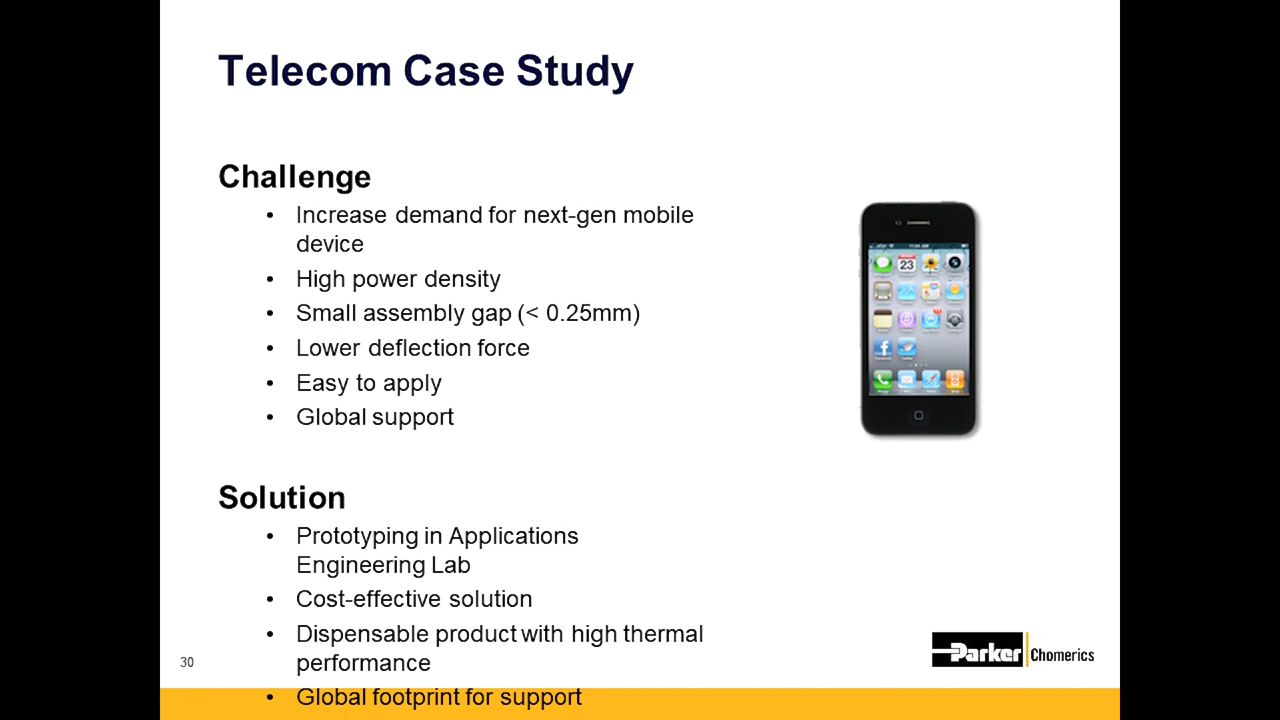 Telecom Case Study
Challenge
• Increase demand for next-gen mobile
device
• High power density
• Small assembly gap (< 0.25mm)
• Lower deflection force
• Easy to apply
• Global support
23
Solution
• Prototyping in Applications
Engineering Lab
• Cost-effective solution
• Dispensable product with high thermal
performance
• Global footprint for support
30
Parker Chomerics